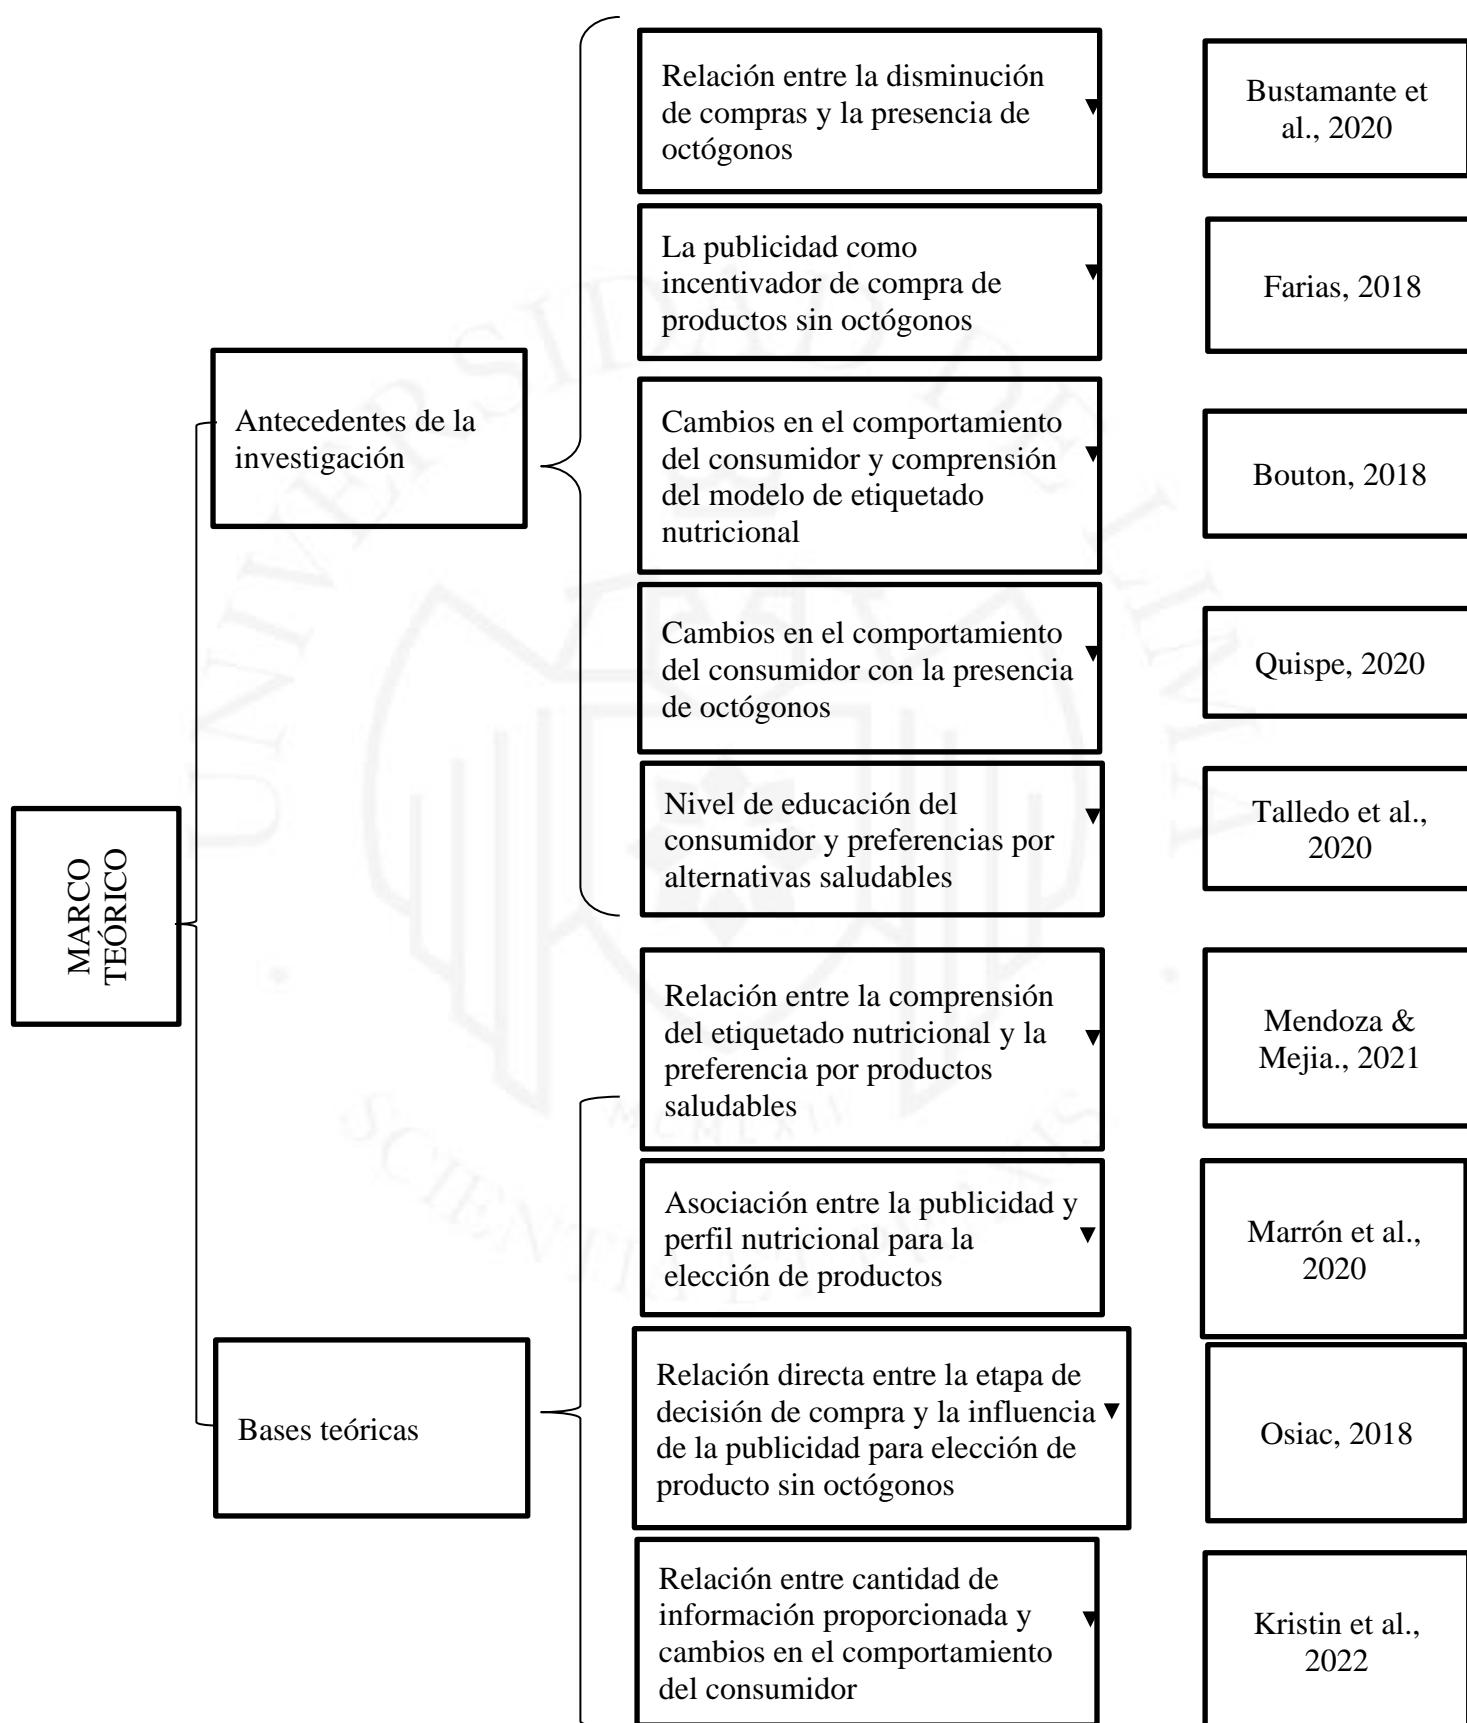 MARCO
TEÓRICO
Antecedentes de la
investigación
Relación entre la disminución
de compras y la presencia de
octógonos
Bustamante et
al., 2020
La publicidad como
incentivador de compra de
productos sin octógonos
Farias, 2018
Cambios en el comportamiento
del consumidor y comprensión
del modelo de etiquetado
nutricional
Bouton, 2018
Cambios en el comportamiento
del consumidor con la presencia
de octógonos
Quispe, 2020
Nivel de educación del
consumidor y preferencias por
alternativas saludables
Talledo et al.,
2020
Bases teóricas
Relación entre la comprensión
del etiquetado nutricional y la
preferencia por productos
saludables
Mendoza &
Mejia., 2021
Asociación entre la publicidad y
perfil nutricional para la
elección de productos
Marrón et al.,
2020
Relación directa entre la etapa de
decisión de compra y la influencia
de la publicidad para elección de
producto sin octógonos
Osiac, 2018
Relación entre cantidad de
información proporcionada y
cambios en el comportamiento
del consumidor
Kristin et al.,
2022
UNIVERSIDAD DE LIMA
SCIENTIA ET PRAXIS
MCMLXIV